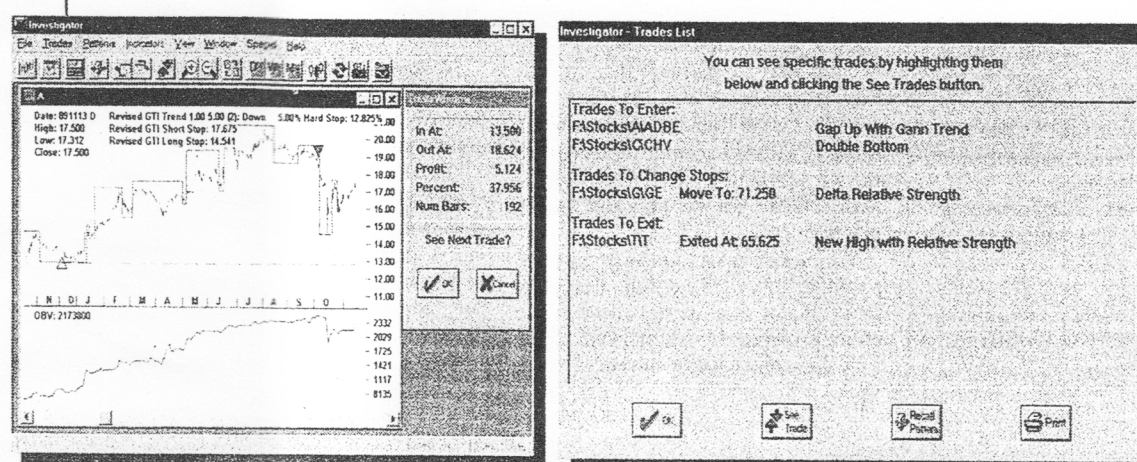 Investigator
File Trades Patterns Indicators View Window Special Help
A
Date: 891113 D Revised GTI Trend 1.00 5.00 (2): Down 5.00% Hard Stop: 12.825%
High: 17.500 Revised GTI Short Stop: 17.675
Low: 17.312 Revised GTI Long Stop: 14.541
Close: 17.500
20.00
19.00
18.00
17.00
16.00
15.00
14.00
13.00
12.00
11.00
N D J F M A M J J A S O
OBV: 2173800
2332
2029
1725
1421
1117
8135
In At: 13.500
Out At: 18.624
Profit: 5.124
Percent: 37.956
Num Bars: 192
See Next Trade?
OK Cancel
Investigator - Trades List
You can see specific trades by highlighting them
below and clicking the See Trades button.
Trades To Enter:
F:\Stocks\A\ADBE Gap Up With Gann Trend
F:\Stocks\C\CHV Double Bottom
Trades To Change Stops:
F:\Stocks\G\GE Move To: 71.250 Delta Relative Strength
Trades To Exit:
F:\Stocks\T\T Exited At: 65.625 New High with Relative Strength
OK
See Trade
Recall Pattern
Print